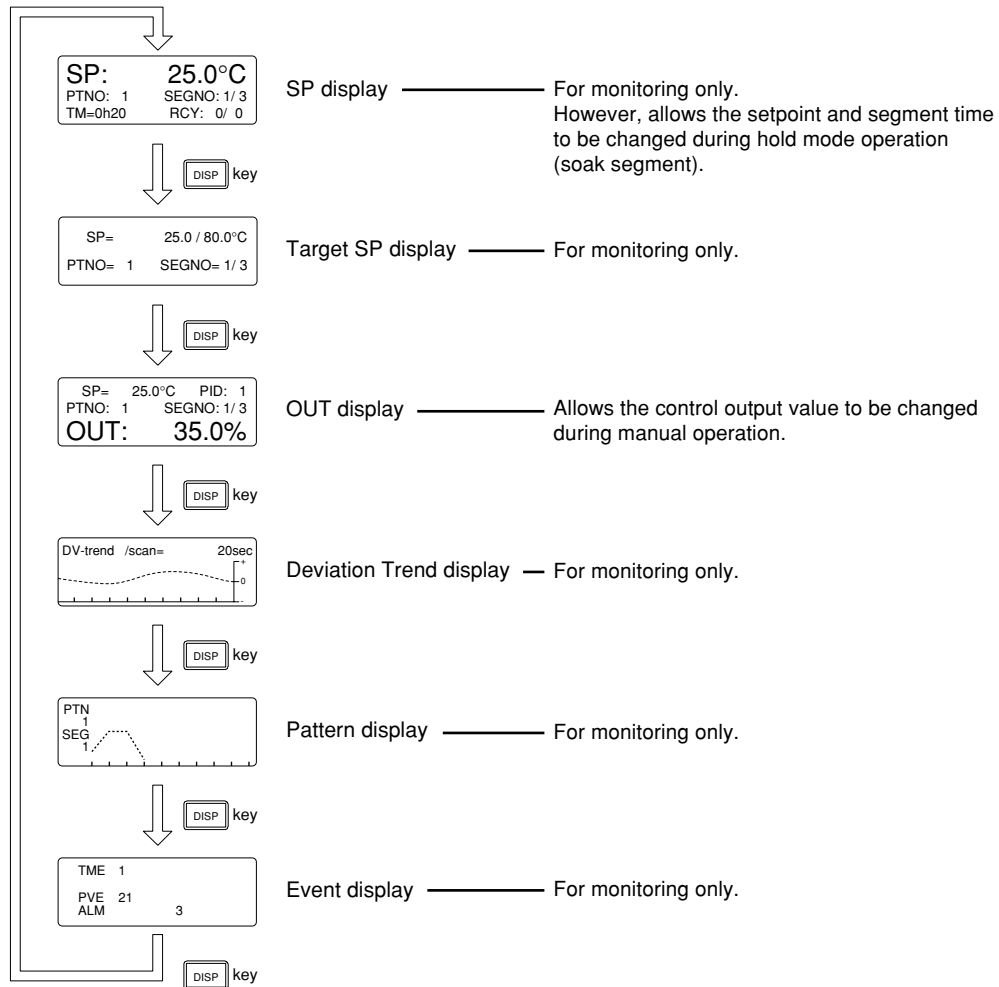 SP: 25.0°C
PTNO: 1 SEGNO: 1/ 3
TM=0h20 RCY: 0/ 0
SP display
For monitoring only.
However, allows the setpoint and segment time
to be changed during hold mode operation
(soak segment).
DISP key
SP= 25.0 / 80.0°C
PTNO= 1 SEGNO= 1/ 3
Target SP display
For monitoring only.
DISP key
SP= 25.0°C PID: 1
PTNO: 1 SEGNO: 1/ 3
OUT: 35.0%
OUT display
Allows the control output value to be changed
during manual operation.
DISP key
DV-trend /scan= 20sec
+
0
-
Deviation Trend display
For monitoring only.
DISP key
PTN
1
SEG
1
Pattern display
For monitoring only.
DISP key
TME 1
PVE 21
ALM 3
Event display
For monitoring only.
DISP key